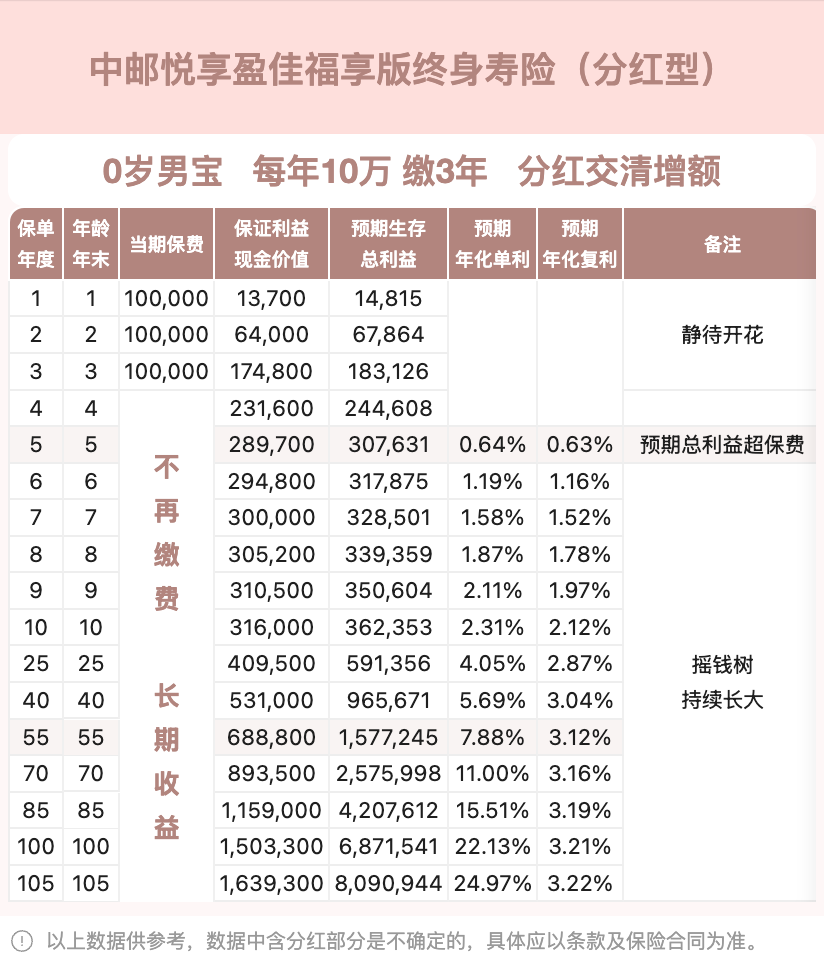 中邮悦享盈佳福享版终身寿险（分红型）
0岁男宝 每年10万 缴3年 分红交清增额
保单年度 年龄年末 当期保费 保证利益现金价值 预期生存总利益 预期年化单利 预期年化复利 备注
1 1 100,000 13,700 14,815
2 2 100,000 64,000 67,864 静待开花
3 3 100,000 174,800 183,126
4 4 231,600 244,608
5 5 289,700 307,631 0.64% 0.63% 预期总利益超保费
6 6 294,800 317,875 1.19% 1.16%
7 7 300,000 328,501 1.58% 1.52%
8 8 305,200 339,359 1.87% 1.78%
9 9 310,500 350,604 2.11% 1.97%
10 10 316,000 362,353 2.31% 2.12%
25 25 409,500 591,356 4.05% 2.87% 摇钱树
40 40 531,000 965,671 5.69% 3.04% 持续长大
55 55 688,800 1,577,245 7.88% 3.12%
70 70 893,500 2,575,998 11.00% 3.16%
85 85 1,159,000 4,207,612 15.51% 3.19%
100 100 1,503,300 6,871,541 22.13% 3.21%
105 105 1,639,300 8,090,944 24.97% 3.22%
不再缴费 长期收益
以上数据供参考，数据中含分红部分是不确定的，具体应以条款及保险合同为准。